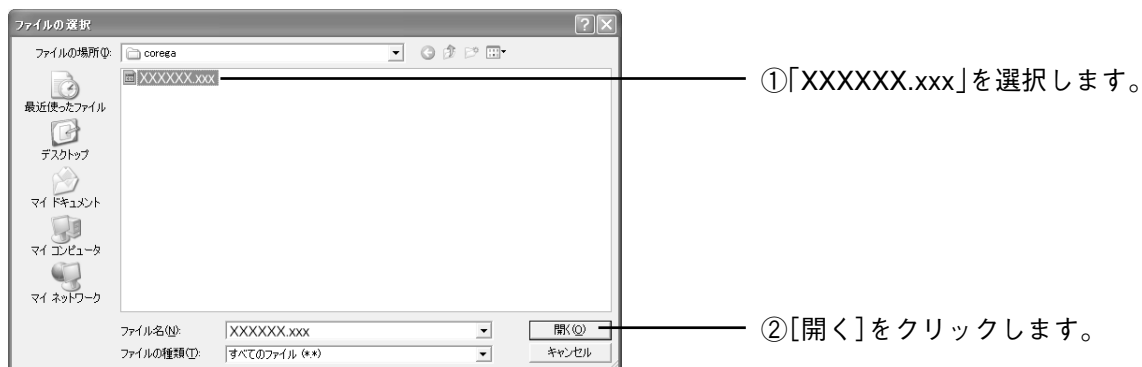 ファイルの選択
ファイルの場所(I):
corega
XXXXXX.xxx
①「XXXXXX.xxx」を選択します。
最近使ったファイル
デスクトップ
マイ ドキュメント
マイ コンピュータ
マイ ネットワーク
ファイル名(N):
XXXXXX.xxx
開く(O)
②[開く]をクリックします。
ファイルの種類(T):
すべてのファイル (*.*)
キャンセル